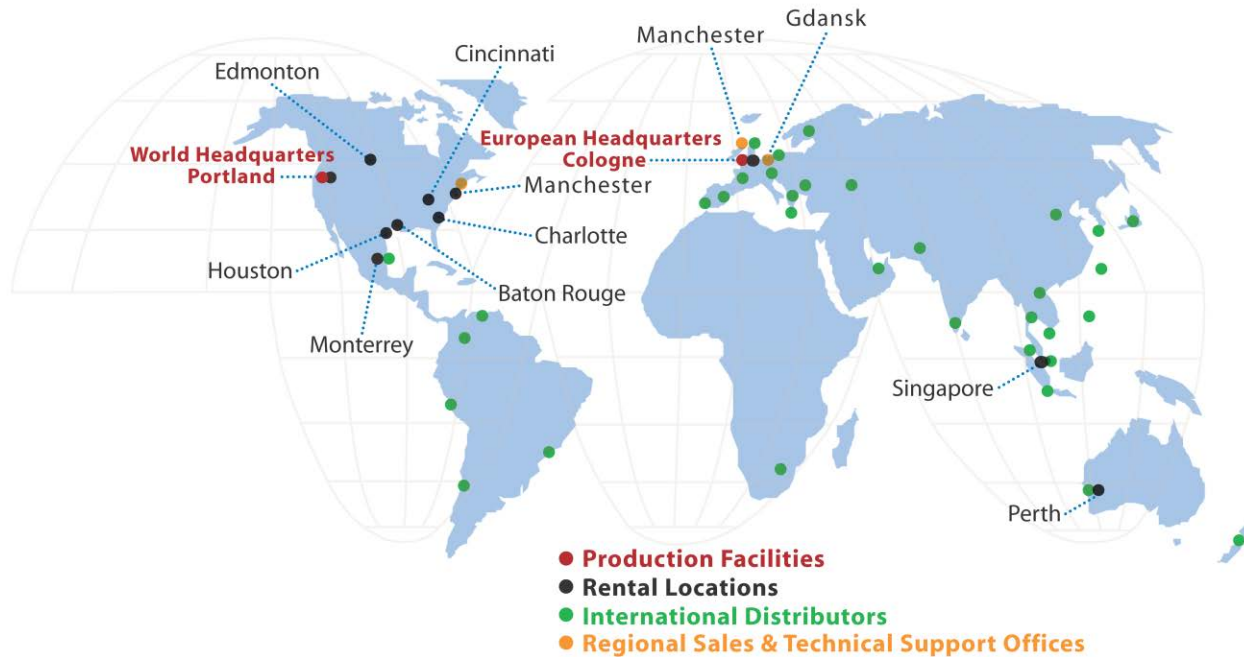 Gdansk
Manchester
Cincinnati
Edmonton
European Headquarters
Cologne
World Headquarters
Portland
Manchester
Charlotte
Houston
Baton Rouge
Monterrey
Singapore
Perth
Production Facilities
Rental Locations
International Distributors
Regional Sales & Technical Support Offices